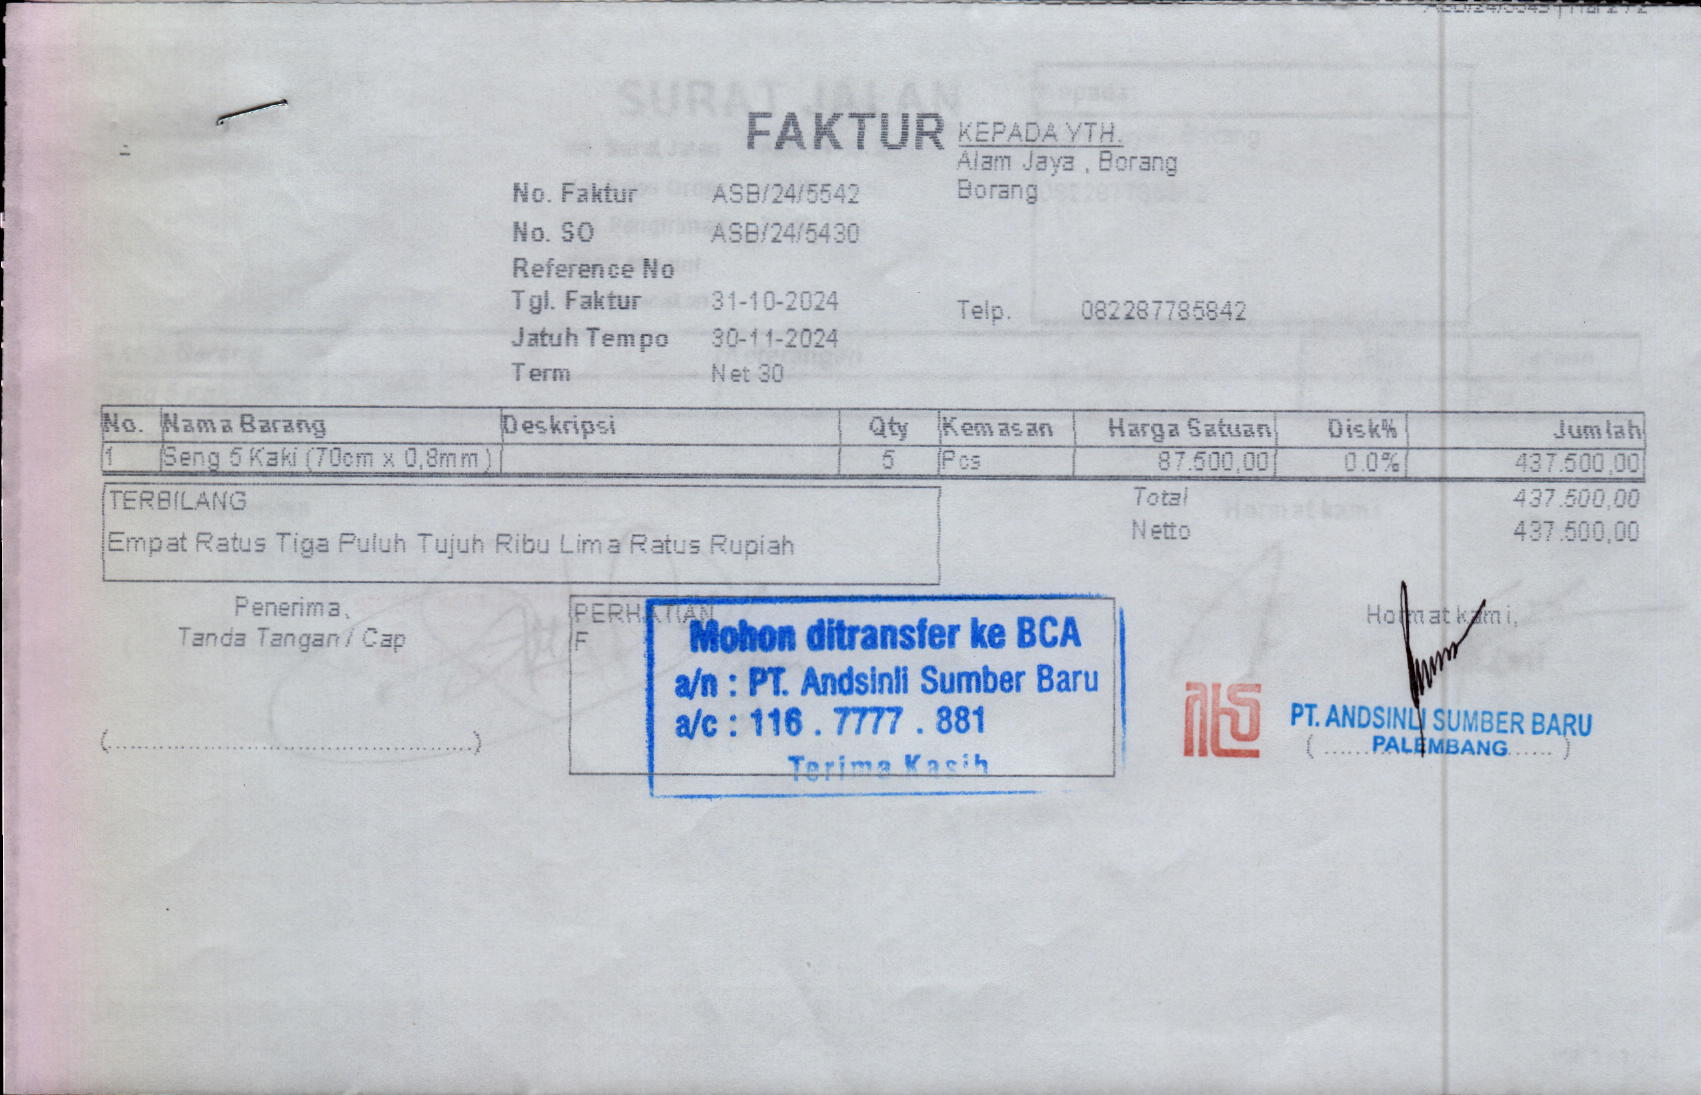 FAKTUR
KEPADA YTH.
Alam Jaya , Borang
Borang
No. Faktur ASB/24/5542
No. SO ASB/24/5430
Reference No
Tgl. Faktur 31-10-2024
Telp. 082287785842
Jatuh Tempo 30-11-2024
Term Net 30
No. Nama Barang Deskripsi Qty Kemasan Harga Satuan Disk% Jumlah
1 Seng 5 Kaki (70cm x 0,8mm) 5 Pcs 87.500,00 0.0% 437.500,00
TERBILANG
Total 437.500,00
Empat Ratus Tiga Puluh Tujuh Ribu Lima Ratus Rupiah
Netto 437.500,00
Penerima,
Tanda Tangan / Cap
PERHATIAN
F
Mohon ditransfer ke BCA
a/n : PT. Andsinli Sumber Baru
a/c : 116 . 7777 . 881
Terima Kasih
Hormat kami,
PT. ANDSINLI SUMBER BARU
PALEMBANG